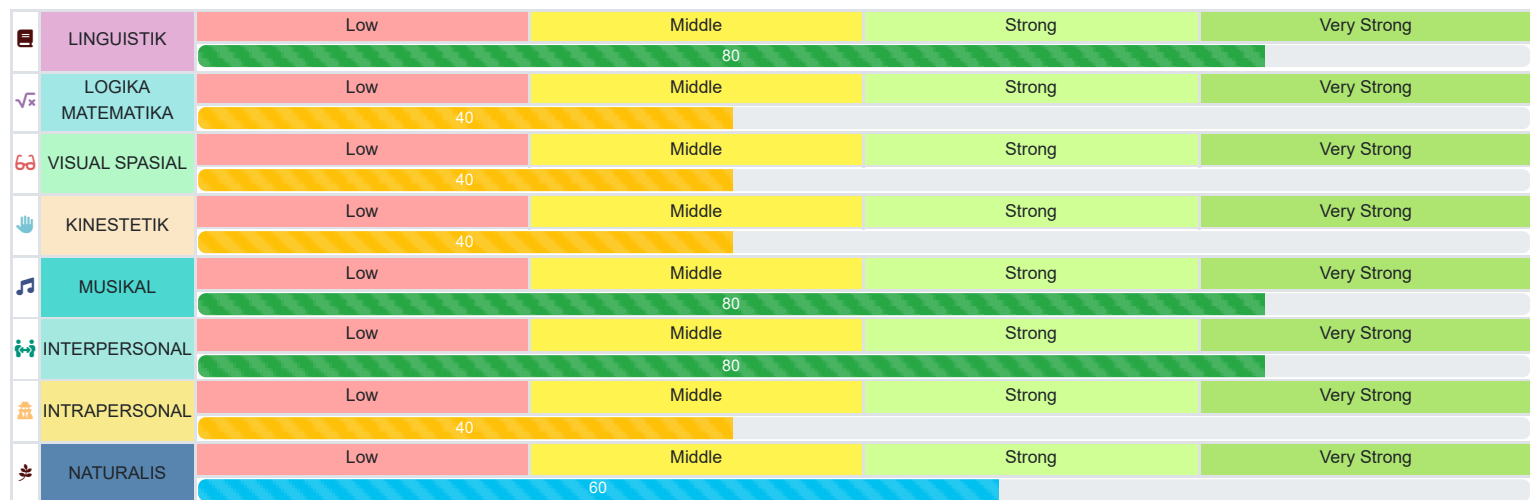 LINGUISTIK
Low Middle Strong Very Strong
80
LOGIKA
MATEMATIKA
Low Middle Strong Very Strong
40
VISUAL SPASIAL
Low Middle Strong Very Strong
40
KINESTETIK
Low Middle Strong Very Strong
40
MUSIKAL
Low Middle Strong Very Strong
80
INTERPERSONAL
Low Middle Strong Very Strong
80
INTRAPERSONAL
Low Middle Strong Very Strong
40
NATURALIS
Low Middle Strong Very Strong
60